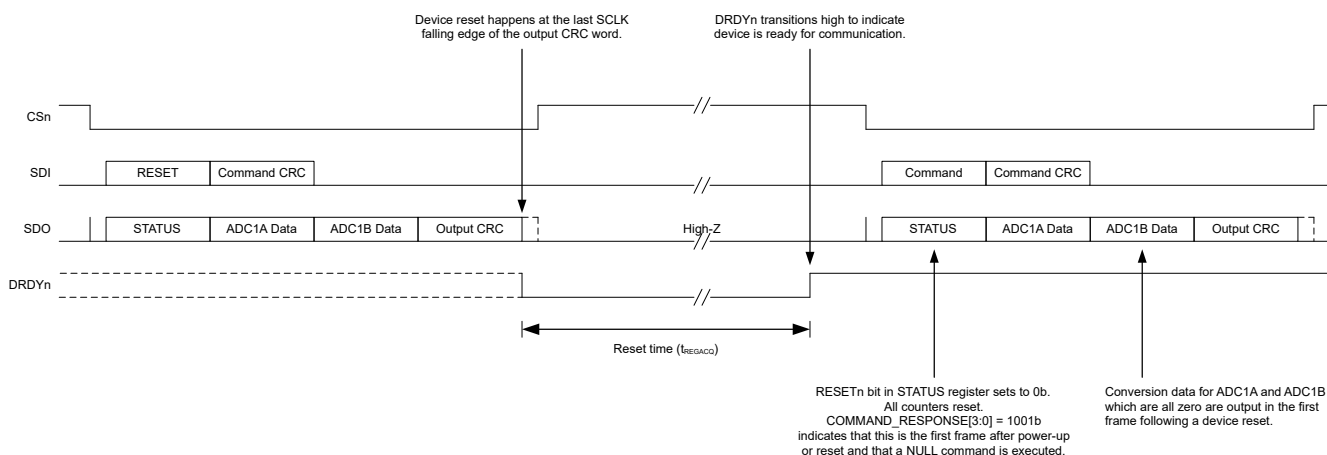 Device reset happens at the last SCLK
falling edge of the output CRC word.
DRDYn transitions high to indicate
device is ready for communication.
CSn
SDI
RESET
Command CRC
Command
Command CRC
SDO
STATUS
ADC1A Data
ADC1B Data
Output CRC
High-Z
STATUS
ADC1A Data
ADC1B Data
Output CRC
DRDYn
Reset time (tREGACQ)
RESETn bit in STATUS register sets to 0b.
All counters reset.
COMMAND_RESPONSE[3:0] = 1001b
indicates that this is the first frame after power-up
or reset and that a NULL command is executed.
Conversion data for ADC1A and ADC1B
which are all zero are output in the first
frame following a device reset.